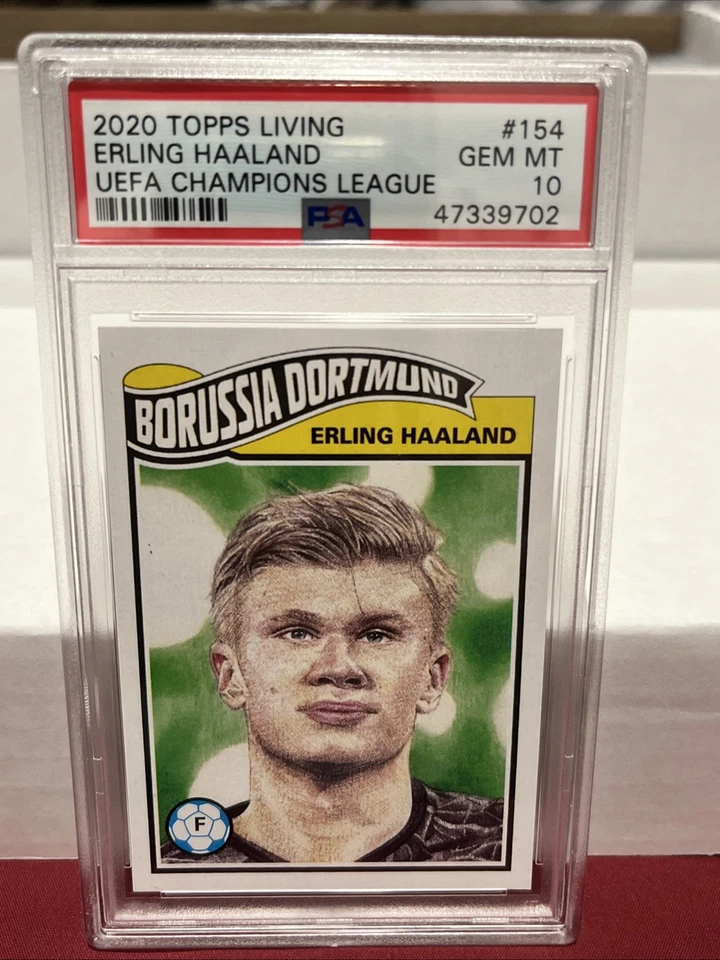 2020 TOPPS LIVING #154
ERLING HAALAND GEM MT
UEFA CHAMPIONS LEAGUE 10
PSA 47339702
BORUSSIA DORTMUND
ERLING HAALAND
F